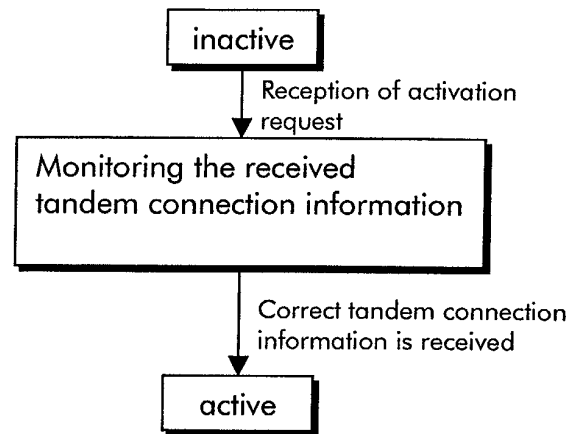 inactive
Reception of activation
request
Monitoring the received
tandem connection information
Correct tandem connection
information is received
active